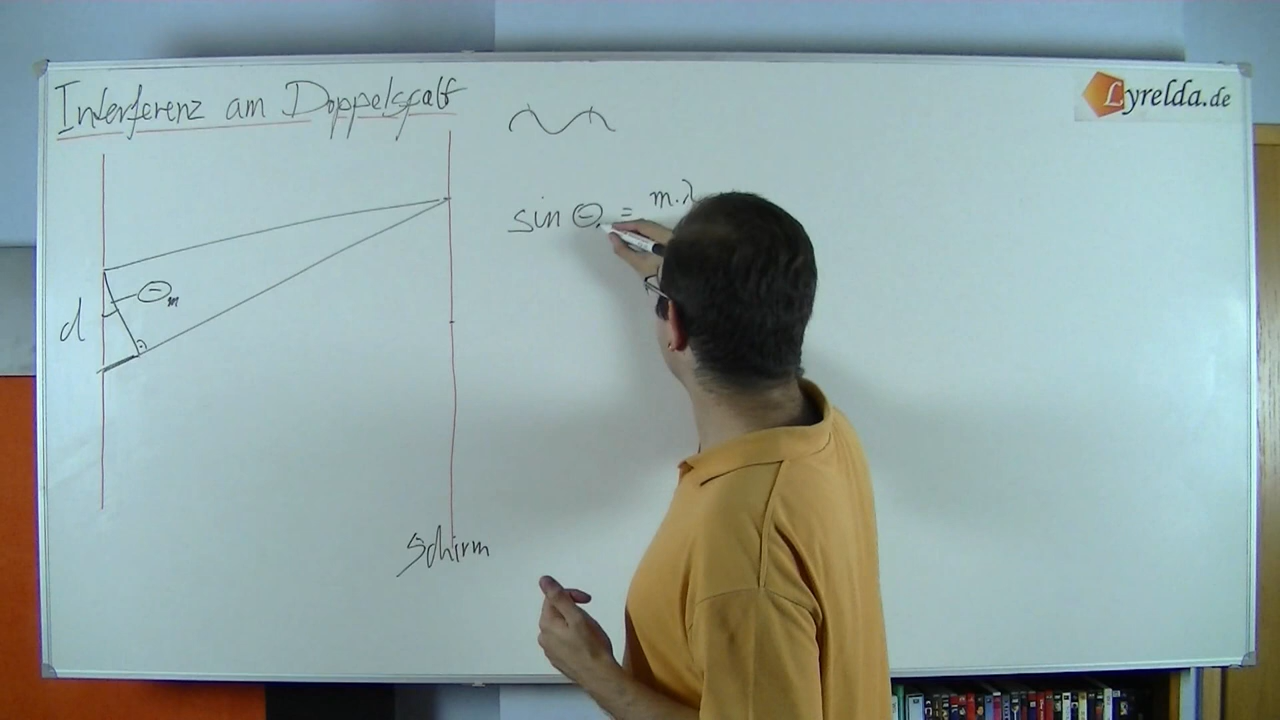 Interferenz am Doppelspalt
Lyrelda.de
sin Θ = m.λ
Θm
d
Schirm